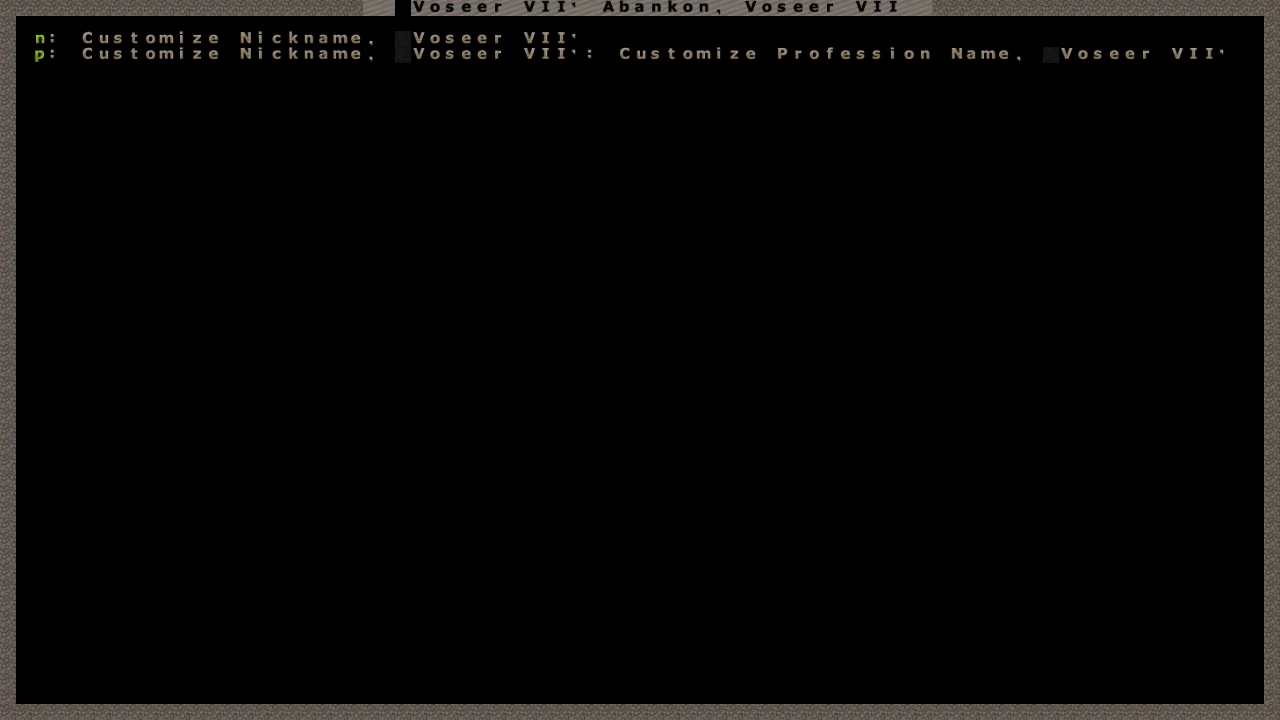 Voseer VII' Abankon, Voseer VII
n: Customize Nickname, Voseer VII'
p: Customize Nickname, Voseer VII': Customize Profession Name, Voseer VII'